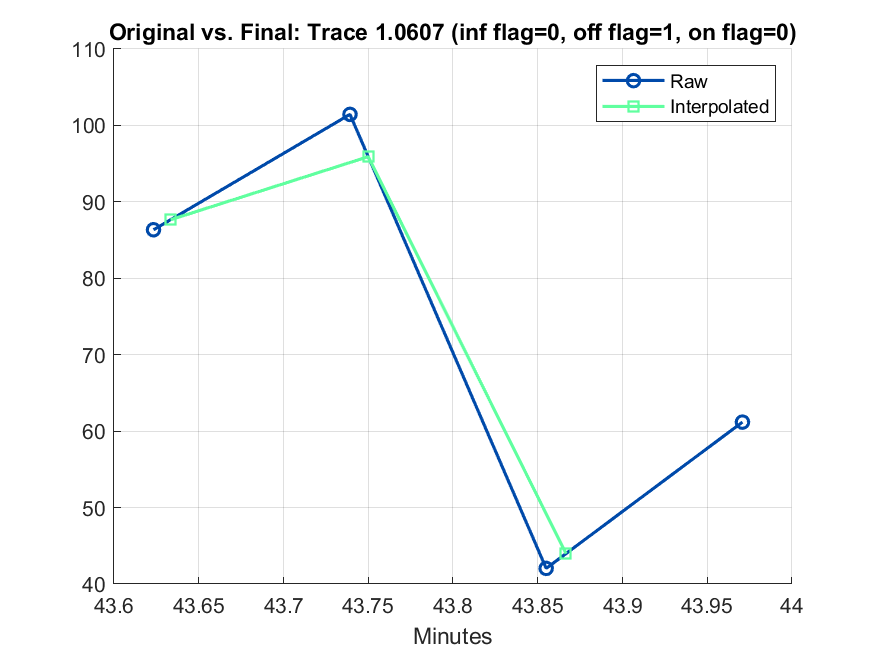 Original vs. Final: Trace 1.0607 (inf flag=0, off flag=1, on flag=0)
110
100
90
80
70
60
50
40
Raw
Interpolated
43.6 43.65 43.7 43.75 43.8 43.85 43.9 43.95 44
Minutes